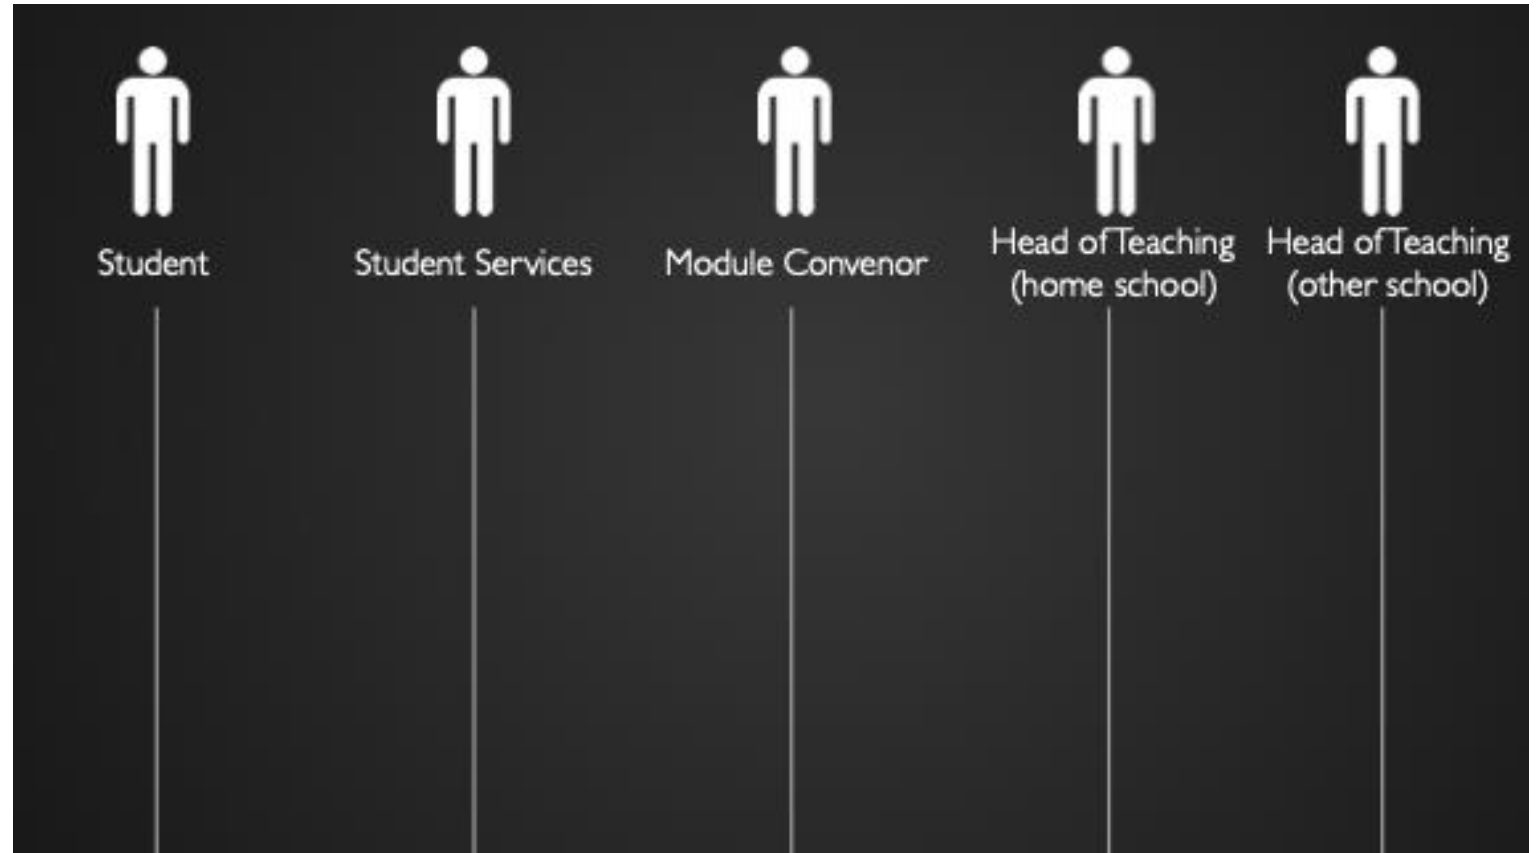 Student
Student Services
Module Convenor
Head of Teaching
(home school)
Head of Teaching
(other school)